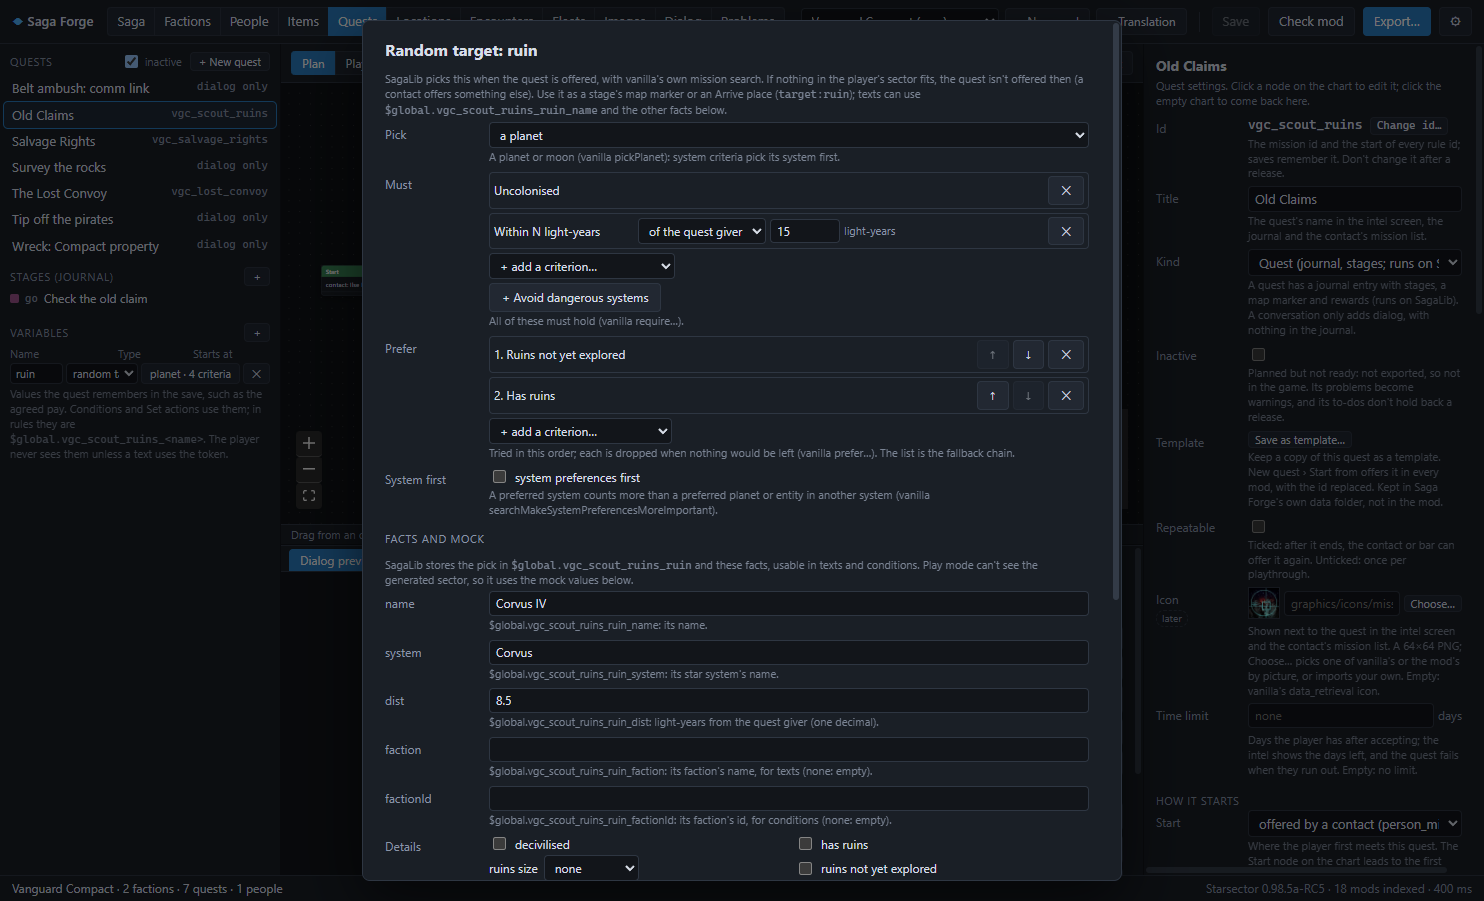 Saga Forge
Saga
Factions
People
Items
Quests
Translation
Save
Check mod
Export...
QUESTS
inactive
+ New quest
Belt ambush: comm link
dialog only
Old Claims
vgc_scout_ruins
Salvage Rights
vgc_salvage_rights
Survey the rocks
dialog only
The Lost Convoy
vgc_lost_convoy
Tip off the pirates
dialog only
Wreck: Compact property
dialog only
STAGES (JOURNAL)
+
go Check the old claim
VARIABLES
+
Name
Type
Starts at
ruin
random t
planet · 4 criteria
Values the quest remembers in the save, such as the
agreed pay. Conditions and Set actions use them; in
rules they are
$global.vgc_scout_ruins_<name>. The player
never sees them unless a text uses the token.
Plan
Start
Dialog prev
Random target: ruin
SagaLib picks this when the quest is offered, with vanilla's own mission search. If nothing in the player's sector fits, the quest isn't offered then (a
contact offers something else). Use it as a stage's map marker or an Arrive place (target:ruin); texts can use
$global.vgc_scout_ruins_ruin_name and the other facts below.
Pick
a planet
A planet or moon (vanilla pickPlanet): system criteria pick its system first.
Must
Uncolonised
Within N light-years
of the quest giver
15
light-years
+ add a criterion...
+ Avoid dangerous systems
All of these must hold (vanilla require...).
Prefer
1. Ruins not yet explored
2. Has ruins
+ add a criterion...
Tried in this order; each is dropped when nothing would be left (vanilla prefer...). The list is the fallback chain.
System first
system preferences first
A preferred system counts more than a preferred planet or entity in another system (vanilla
searchMakeSystemPreferencesMoreImportant).
FACTS AND MOCK
SagaLib stores the pick in $global.vgc_scout_ruins_ruin and these facts, usable in texts and conditions. Play mode can't see the
generated sector, so it uses the mock values below.
name
Corvus IV
$global.vgc_scout_ruins_ruin_name: its name.
system
Corvus
$global.vgc_scout_ruins_ruin_system: its star system's name.
dist
8.5
$global.vgc_scout_ruins_ruin_dist: light-years from the quest giver (one decimal).
faction
$global.vgc_scout_ruins_ruin_faction: its faction's name, for texts (none: empty).
factionId
$global.vgc_scout_ruins_ruin_factionId: its faction's id, for conditions (none: empty).
Details
decivilised
has ruins
ruins size
none
ruins not yet explored
Old Claims
Quest settings. Click a node on the chart to edit it; click the
empty chart to come back here.
Id
vgc_scout_ruins
Change id...
The mission id and the start of every rule id;
saves remember it. Don't change it after a
release.
Title
Old Claims
The quest's name in the intel screen, the
journal and the contact's mission list.
Kind
Quest (journal, stages; runs on S
A quest has a journal entry with stages, a
map marker and rewards (runs on SagaLib). A
conversation only adds dialog, with
nothing in the journal.
Inactive
Planned but not ready: not exported, so not
in the game. Its problems become
warnings, and its to-dos don't hold back a
release.
Template
Save as template...
Keep a copy of this quest as a template.
New quest › Start from offers it in every
mod, with the id replaced. Kept in Saga
Forge's own data folder, not in the mod.
Repeatable
Ticked: after it ends, the contact or bar can
offer it again. Unticked: once per
playthrough.
Icon
later
graphics/icons/miss
Choose...
Shown next to the quest in the intel screen
and the contact's mission list. A 64×64 PNG;
Choose... picks one of vanilla's or the mod's
by picture, or imports your own. Empty:
vanilla's data_retrieval icon.
Time limit
none
days
Days the player has after accepting; the
intel shows the days left, and the quest fails
when they run out. Empty: no limit.
HOW IT STARTS
Start
offered by a contact (person_mi
Where the player first meets this quest. The
Start node on the chart leads to the first
Vanguard Compact · 2 factions · 7 quests · 1 people
Starsector 0.98.5a-RC5 · 18 mods indexed · 400 ms